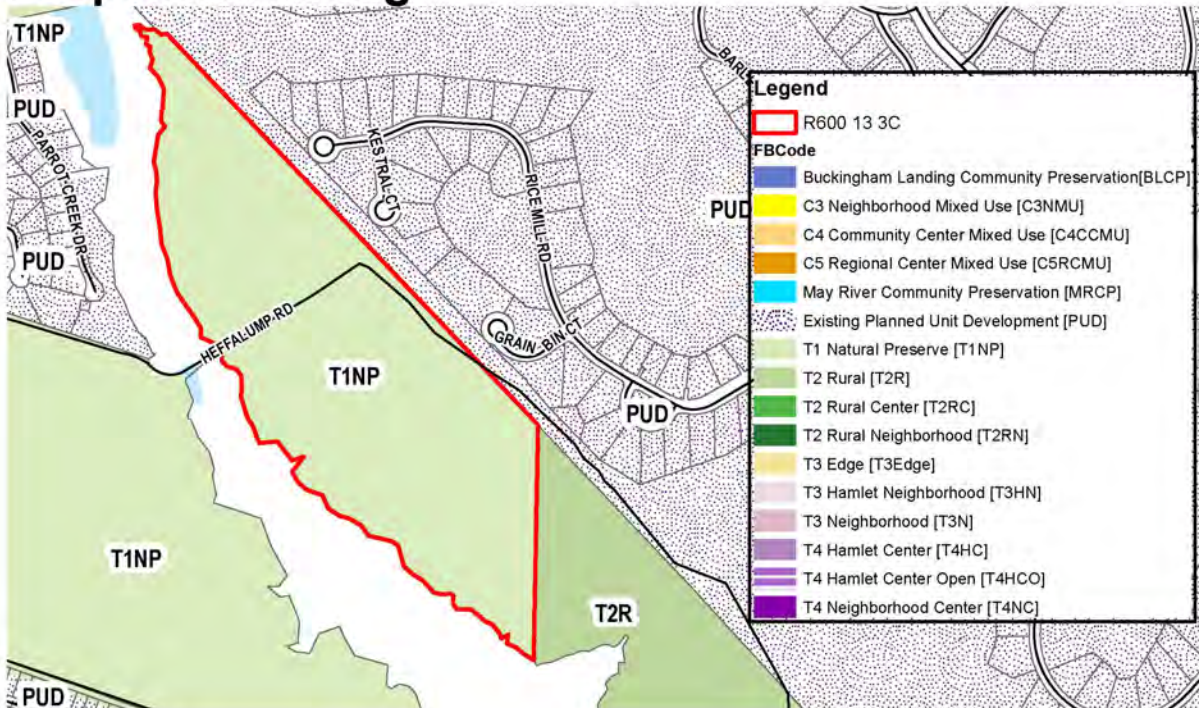 T1NP
PUD
PARROT CREEK DR
PUD
KESTRAL CT
RICE MILL RD
PUD
HEFFALUMP RD
GRAIN BIN CT
T1NP
PUD
T1NP
T2R
PUD
Legend
R600 13 3C
FBCode
Buckingham Landing Community Preservation[BLCP]
C3 Neighborhood Mixed Use [C3NMU]
C4 Community Center Mixed Use [C4CCMU]
C5 Regional Center Mixed Use [C5RCMU]
May River Community Preservation [MRCP]
Existing Planned Unit Development [PUD]
T1 Natural Preserve [T1NP]
T2 Rural [T2R]
T2 Rural Center [T2RC]
T2 Rural Neighborhood [T2RN]
T3 Edge [T3Edge]
T3 Hamlet Neighborhood [T3HN]
T3 Neighborhood [T3N]
T4 Hamlet Center [T4HC]
T4 Hamlet Center Open [T4HCO]
T4 Neighborhood Center [T4NC]